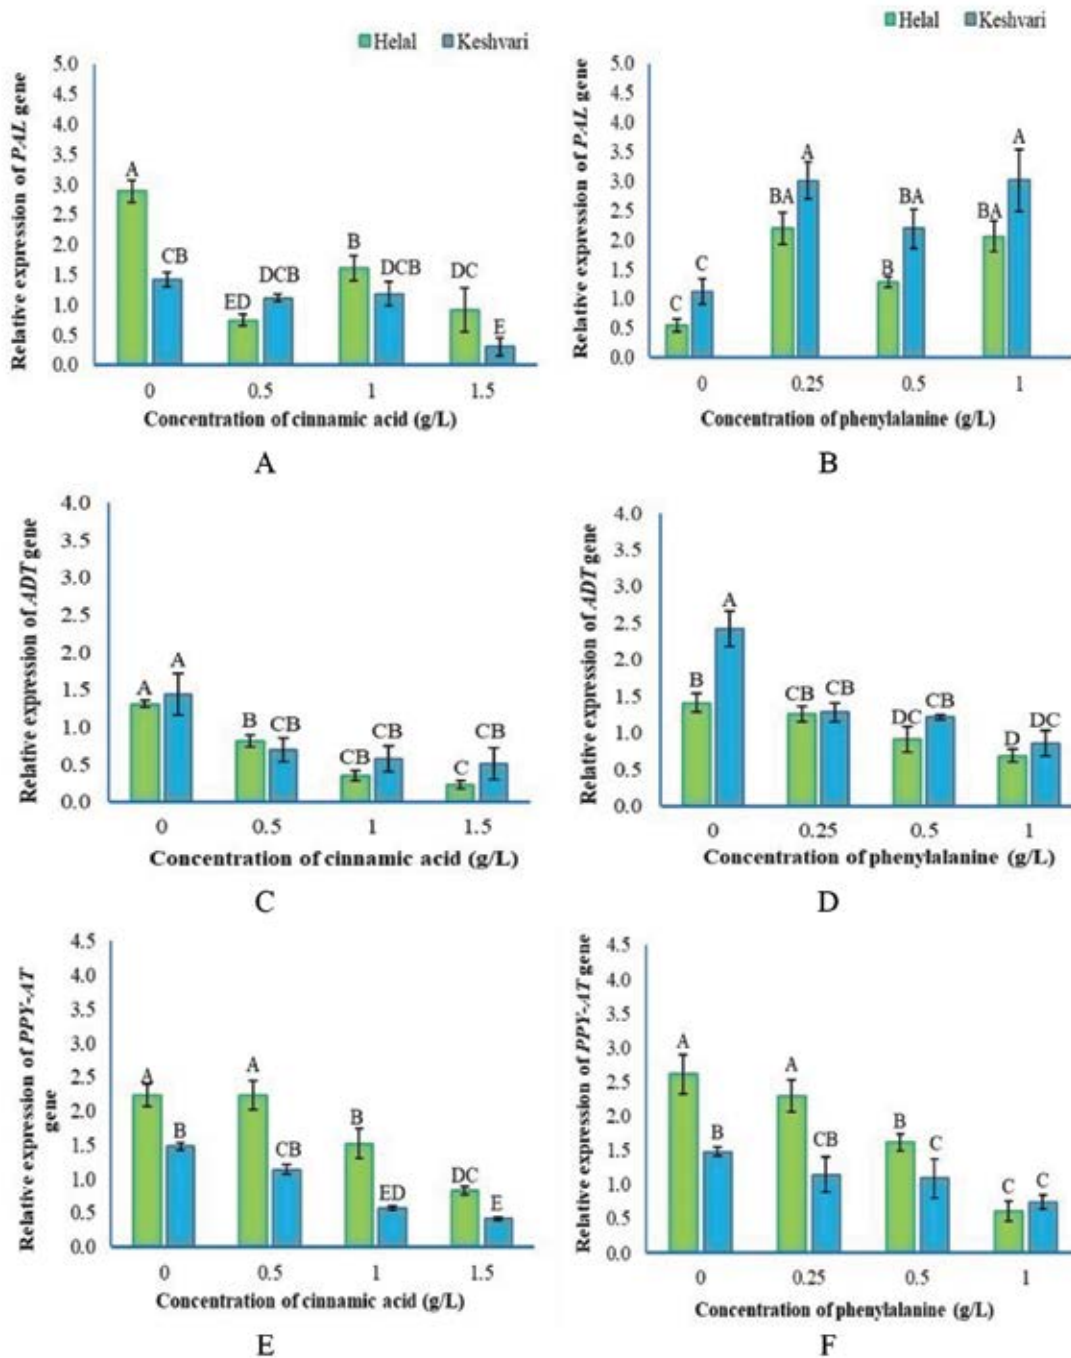 Helal Keshvari
Relative expression of PAL gene
5.0
4.5
4.0
3.5
3.0
2.5
2.0
1.5
1.0
0.5
0.0
A
CB
ED
DCB
B
DCB
DC
E
0 0.5 1 1.5
Concentration of cinnamic acid (g/L)
A
Helal Keshvari
Relative expression of PAL gene
5.0
4.5
4.0
3.5
3.0
2.5
2.0
1.5
1.0
0.5
0.0
C
C
BA
A
B
BA
BA
A
0 0.25 0.5 1
Concentration of phenylalanine (g/L)
B
Relative expression of ADT gene
4.0
3.5
3.0
2.5
2.0
1.5
1.0
0.5
0.0
A
A
B
CB
CB
CB
C
CB
0 0.5 1 1.5
Concentration of cinnamic acid (g/L)
C
Relative expression of ADT gene
4.0
3.5
3.0
2.5
2.0
1.5
1.0
0.5
0.0
B
A
CB
CB
DC
CB
D
DC
0 0.25 0.5 1
Concentration of phenylalanine (g/L)
D
Relative expression of PPY-AT
gene
4.5
4.0
3.5
3.0
2.5
2.0
1.5
1.0
0.5
0.0
A
B
A
CB
B
ED
DC
E
0 0.5 1 1.5
Concentration of cinnamic acid (g/L)
E
Relative expression of PPY-AT gene
4.5
4.0
3.5
3.0
2.5
2.0
1.5
1.0
0.5
0.0
A
B
A
CB
B
C
C
C
0 0.25 0.5 1
Concentration of phenylalanine (g/L)
F